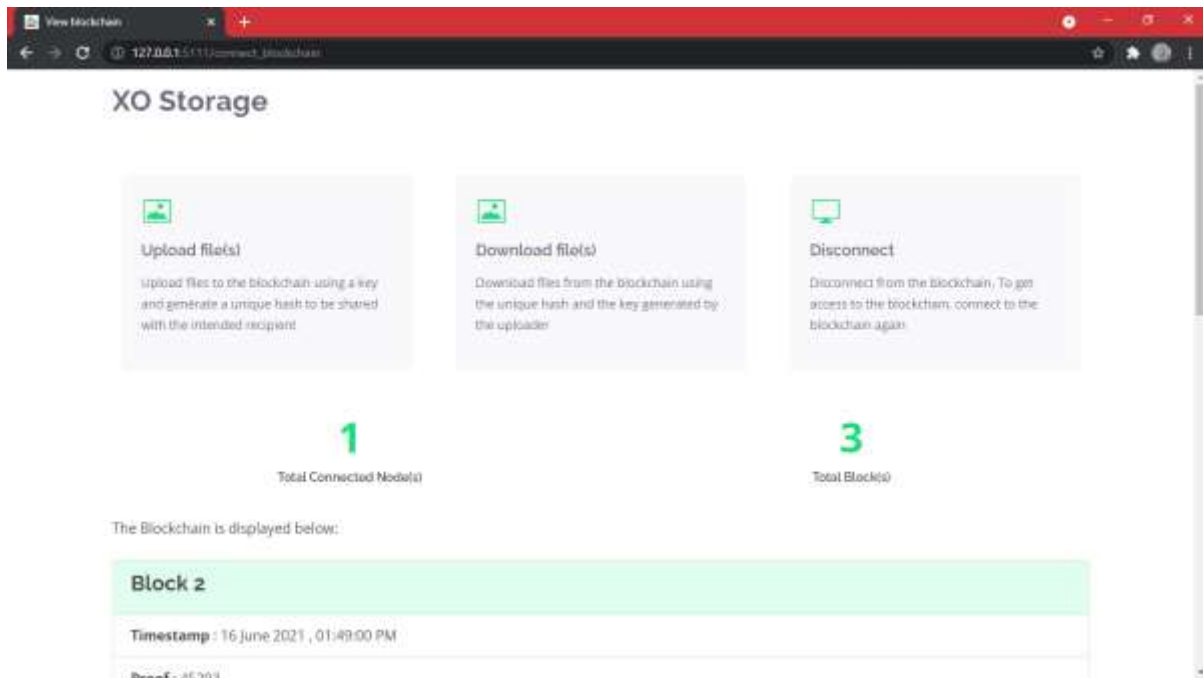 View blockchain
127.0.0.1:5111/connect_blockchain
XO Storage
Upload file(s)
Upload files to the blockchain using a key
and generate a unique hash to be shared
with the intended recipient
Download file(s)
Download files from the blockchain using
the unique hash and the key generated by
the uploader
Disconnect
Disconnect from the blockchain. To get
access to the blockchain, connect to the
blockchain again
1
Total Connected Node(s)
3
Total Block(s)
The Blockchain is displayed below:
Block 2
Timestamp : 16 June 2021 , 01:49:00 PM
Proof : 45293